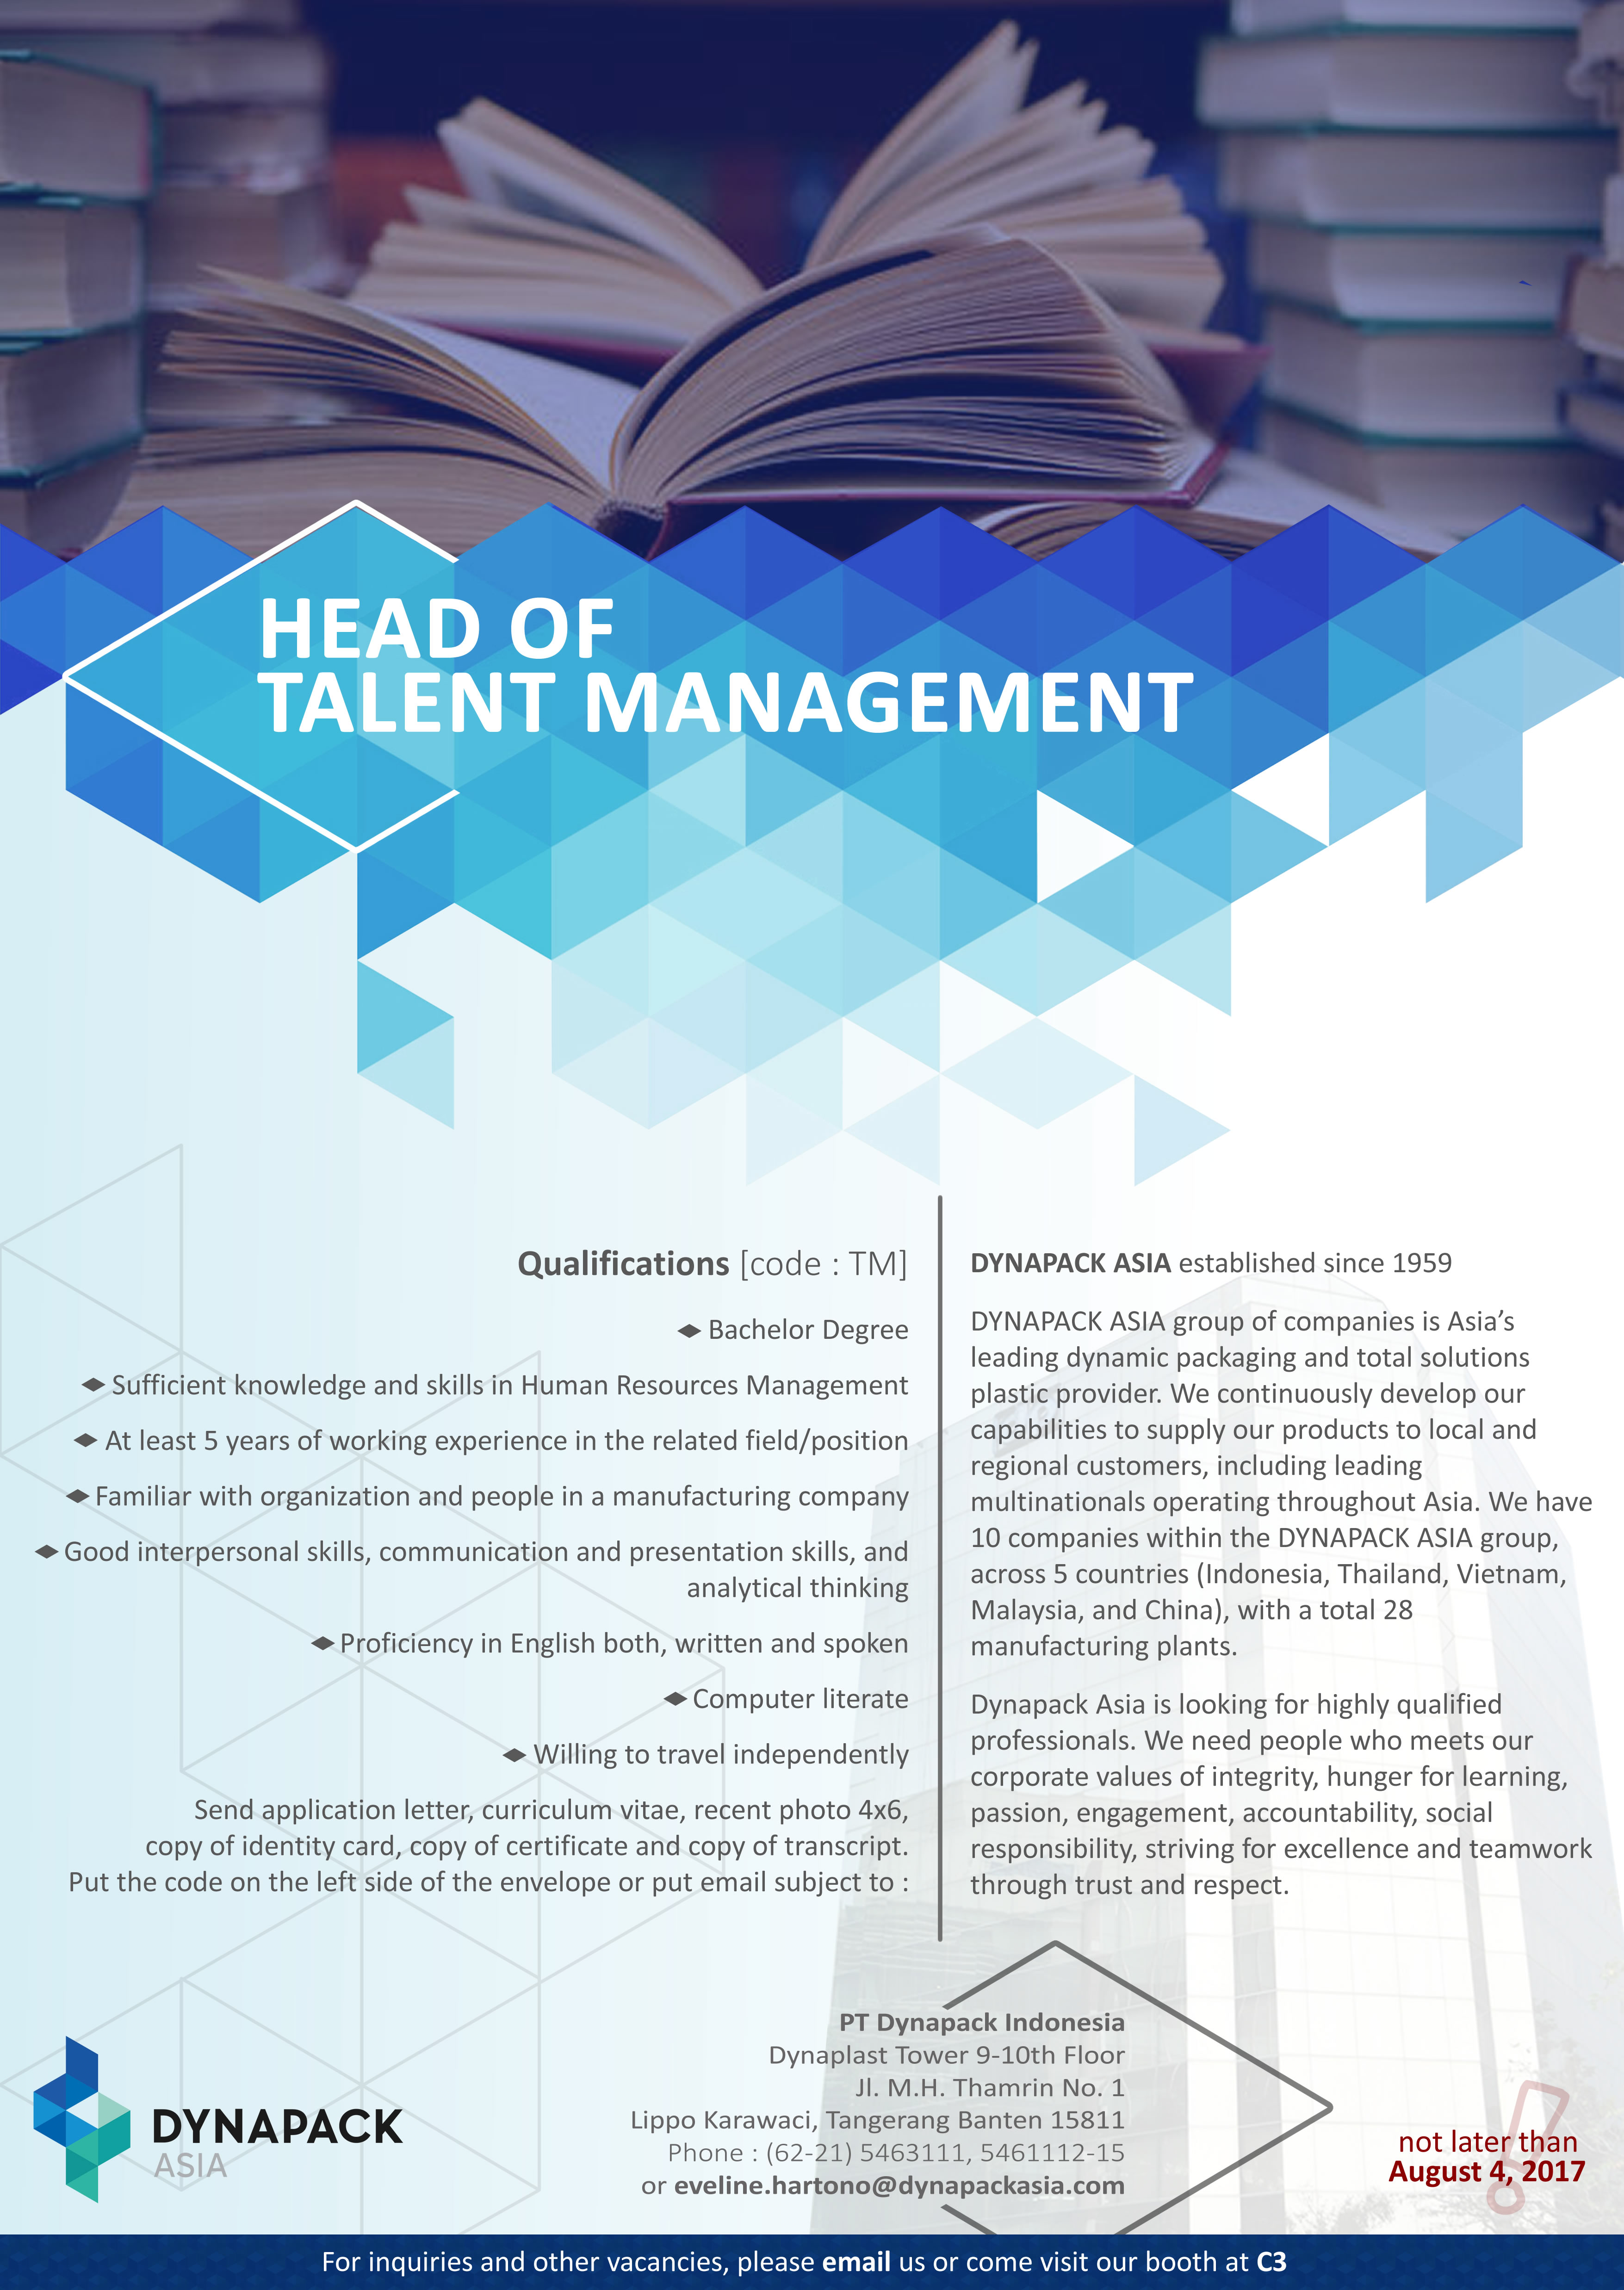 HEAD OF
TALENT MANAGEMENT
Qualifications [code : TM]
Bachelor Degree
Sufficient knowledge and skills in Human Resources Management
At least 5 years of working experience in the related field/position
Familiar with organization and people in a manufacturing company
Good interpersonal skills, communication and presentation skills, and
analytical thinking
Proficiency in English both, written and spoken
Computer literate
Willing to travel independently
Send application letter, curriculum vitae, recent photo 4x6,
copy of identity card, copy of certificate and copy of transcript.
Put the code on the left side of the envelope or put email subject to :
DYNAPACK ASIA established since 1959
DYNAPACK ASIA group of companies is Asia’s
leading dynamic packaging and total solutions
plastic provider. We continuously develop our
capabilities to supply our products to local and
regional customers, including leading
multinationals operating throughout Asia. We have
10 companies within the DYNAPACK ASIA group,
across 5 countries (Indonesia, Thailand, Vietnam,
Malaysia, and China), with a total 28
manufacturing plants.
Dynapack Asia is looking for highly qualified
professionals. We need people who meets our
corporate values of integrity, hunger for learning,
passion, engagement, accountability, social
responsibility, striving for excellence and teamwork
through trust and respect.
PT Dynapack Indonesia
Dynaplast Tower 9-10th Floor
Jl. M.H. Thamrin No. 1
Lippo Karawaci, Tangerang Banten 15811
Phone : (62-21) 5463111, 5461112-15
or eveline.hartono@dynapackasia.com
DYNAPACK
ASIA
!
not later than
August 4, 2017
For inquiries and other vacancies, please email us or come visit our booth at C3